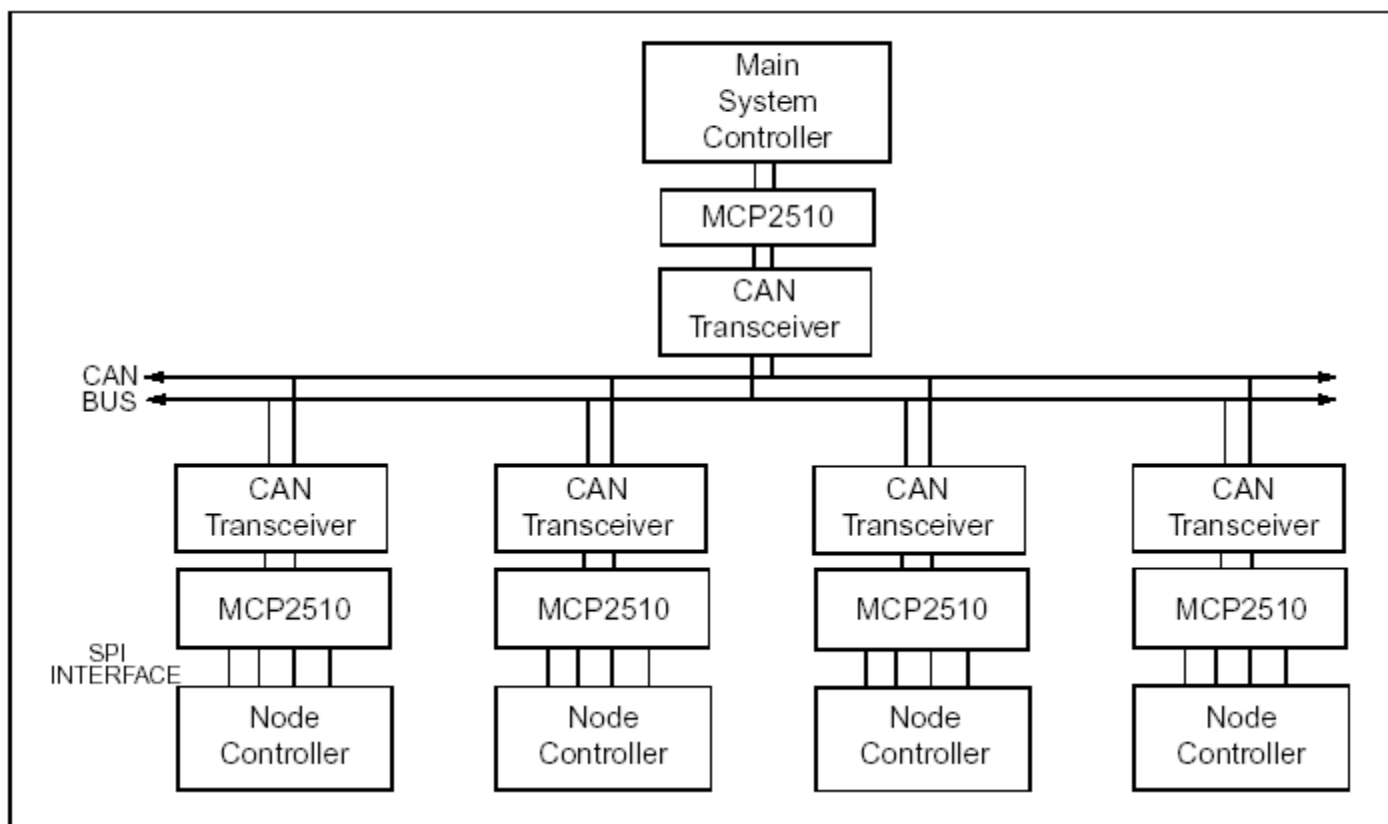 Main
System
Controller
MCP2510
CAN
Transceiver
CAN
BUS
CAN CAN CAN CAN
Transceiver Transceiver Transceiver Transceiver
MCP2510 MCP2510 MCP2510 MCP2510
SPI
INTERFACE
Node Node Node Node
Controller Controller Controller Controller